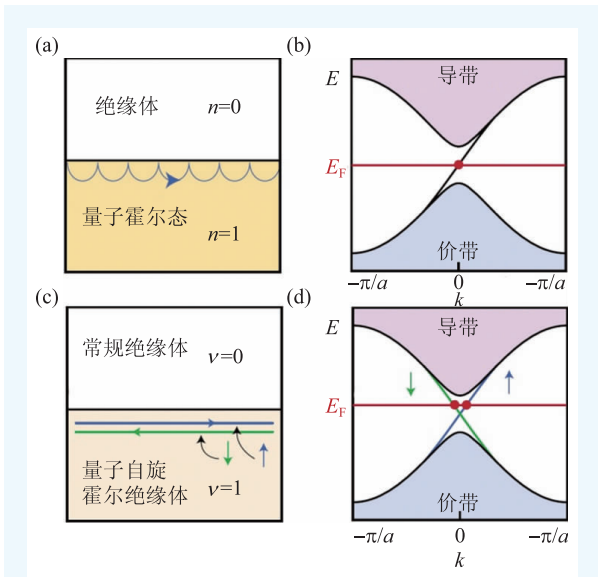 (a)
绝缘体 n=0
量子霍尔态
n=1
(b)
E
导带
E_F
价带
−π/a 0 −π/a
k
(c)
常规绝缘体 ν=0
量子自旋
霍尔绝缘体 ν=1
(d)
E
导带
E_F
价带
−π/a 0 −π/a
k